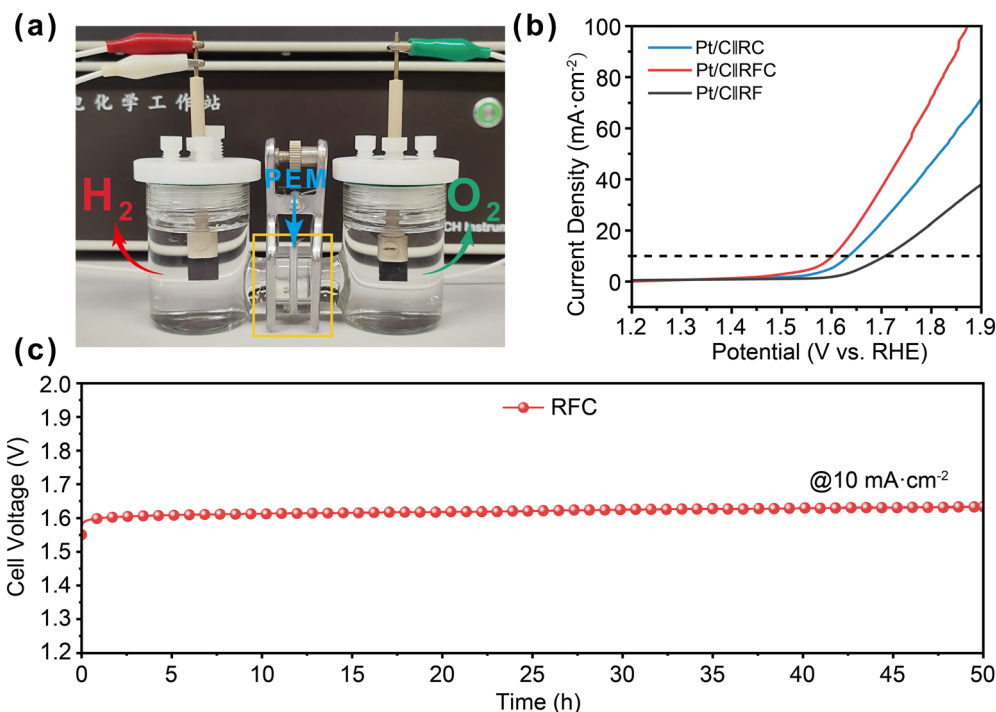 (a)
电化学工作站
PEM
H2
O2
CH Instrum
(b)
Current Density (mA·cm-2)
100
80
60
40
20
0
Pt/C||RC
Pt/C||RFC
Pt/C||RF
1.2 1.3 1.4 1.5 1.6 1.7 1.8 1.9
Potential (V vs. RHE)
(c)
Cell Voltage (V)
2.0
1.9
1.8
1.7
1.6
1.5
1.4
1.3
1.2
RFC
@10 mA·cm-2
0 5 10 15 20 25 30 35 40 45 50
Time (h)